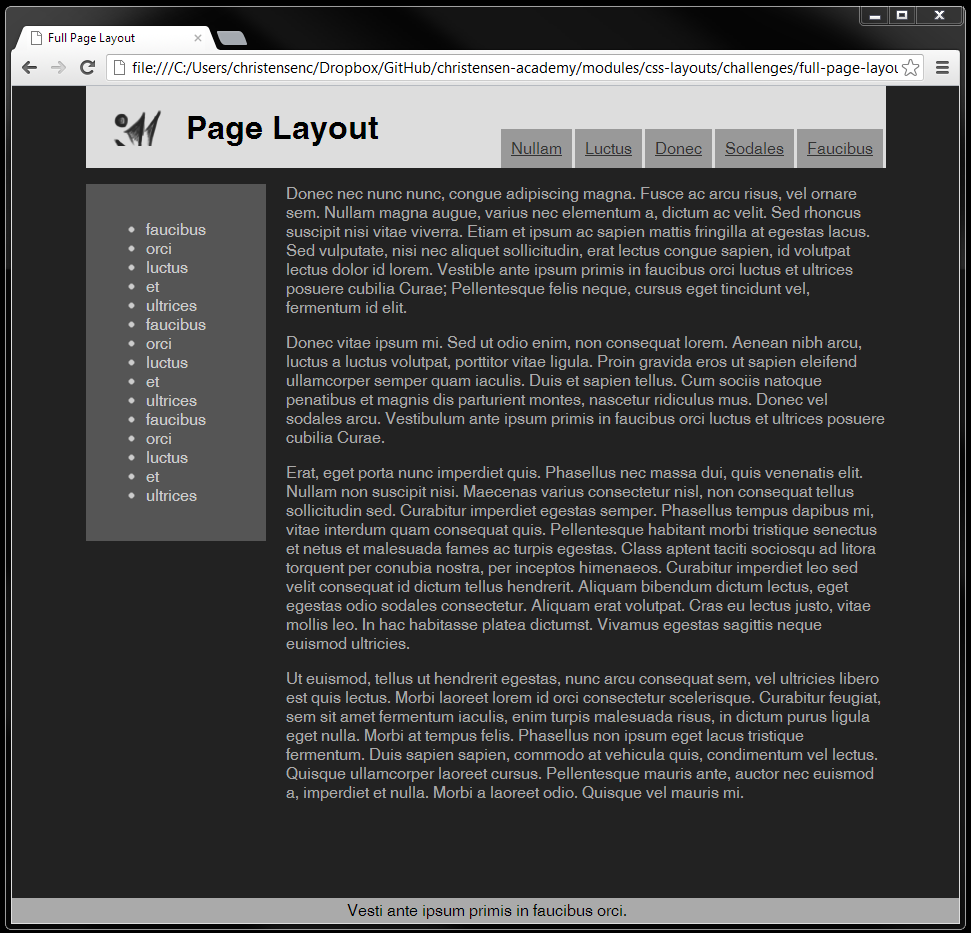 Full Page Layout
file:///C:/Users/christensenc/Dropbox/GitHub/christensen-academy/modules/css-layouts/challenges/full-page-layou
Page Layout
Nullam
Luctus
Donec
Sodales
Faucibus
faucibus
orci
luctus
et
ultrices
faucibus
orci
luctus
et
ultrices
faucibus
orci
luctus
et
ultrices
Donec nec nunc nunc, congue adipiscing magna. Fusce ac arcu risus, vel ornare
sem. Nullam magna augue, varius nec elementum a, dictum ac velit. Sed rhoncus
suscipit nisi vitae viverra. Etiam et ipsum ac sapien mattis fringilla at egestas lacus.
Sed vulputate, nisi nec aliquet sollicitudin, erat lectus congue sapien, id volutpat
lectus dolor id lorem. Vestible ante ipsum primis in faucibus orci luctus et ultrices
posuere cubilia Curae; Pellentesque felis neque, cursus eget tincidunt vel,
fermentum id elit.
Donec vitae ipsum mi. Sed ut odio enim, non consequat lorem. Aenean nibh arcu,
luctus a luctus volutpat, porttitor vitae ligula. Proin gravida eros ut sapien eleifend
ullamcorper semper quam iaculis. Duis et sapien tellus. Cum sociis natoque
penatibus et magnis dis parturient montes, nascetur ridiculus mus. Donec vel
sodales arcu. Vestibulum ante ipsum primis in faucibus orci luctus et ultrices posuere
cubilia Curae.
Erat, eget porta nunc imperdiet quis. Phasellus nec massa dui, quis venenatis elit.
Nullam non suscipit nisi. Maecenas varius consectetur nisl, non consequat tellus
sollicitudin sed. Curabitur imperdiet egestas semper. Phasellus tempus dapibus mi,
vitae interdum quam consequat quis. Pellentesque habitant morbi tristique senectus
et netus et malesuada fames ac turpis egestas. Class aptent taciti sociosqu ad litora
torquent per conubia nostra, per inceptos himenaeos. Curabitur imperdiet leo sed
velit consequat id dictum tellus hendrerit. Aliquam bibendum dictum lectus, eget
egestas odio sodales consectetur. Aliquam erat volutpat. Cras eu lectus justo, vitae
mollis leo. In hac habitasse platea dictumst. Vivamus egestas sagittis neque
euismod ultricies.
Ut euismod, tellus ut hendrerit egestas, nunc arcu consequat sem, vel ultricies libero
est quis lectus. Morbi laoreet lorem id orci consectetur scelerisque. Curabitur feugiat,
sem sit amet fermentum iaculis, enim turpis malesuada risus, in dictum purus ligula
eget nulla. Morbi at tempus felis. Phasellus non ipsum eget lacus tristique
fermentum. Duis sapien sapien, commodo at vehicula quis, condimentum vel lectus.
Quisque ullamcorper laoreet cursus. Pellentesque mauris ante, auctor nec euismod
a, imperdiet et nulla. Morbi a laoreet odio. Quisque vel mauris mi.
Vesti ante ipsum primis in faucibus orci.